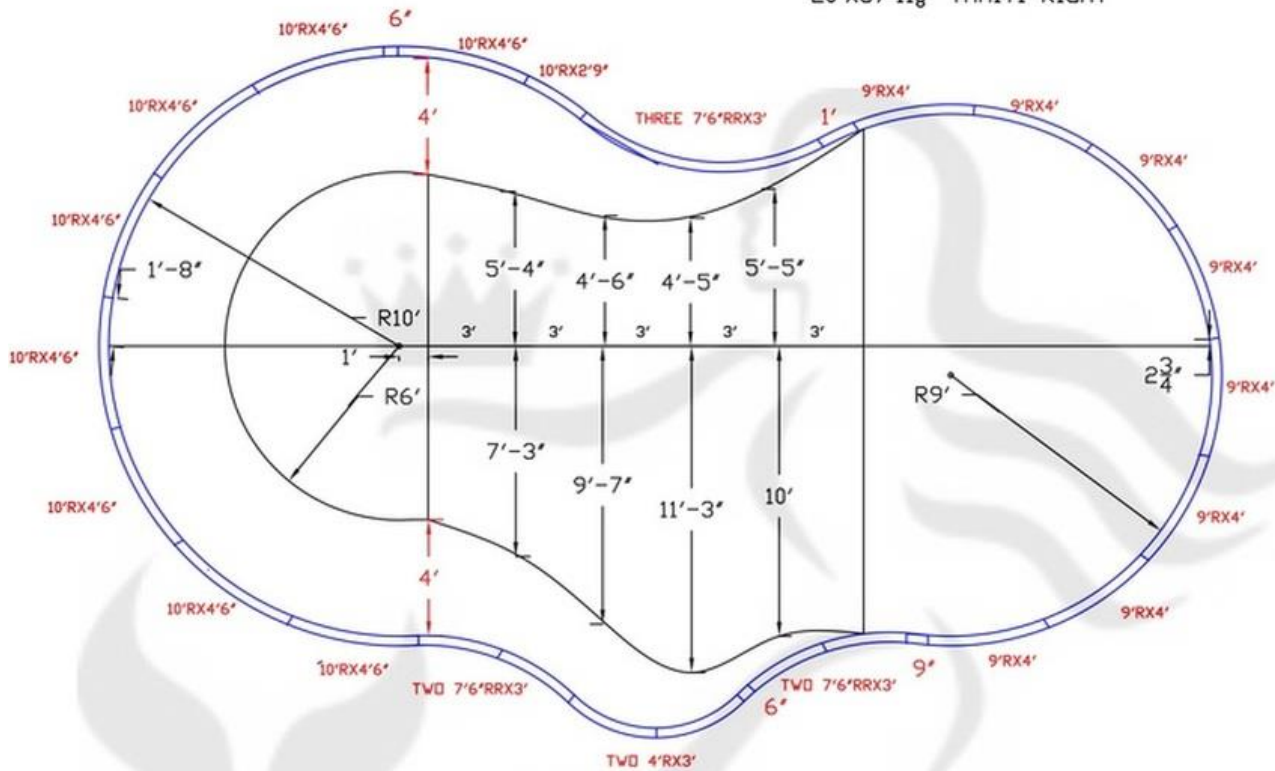 6"
10'RX4'6"
10'RX4'6"
10'RX2'9"
10'RX4'6"
4'
THREE 7'6"RRX3'
1'
9'RX4'
9'RX4'
9'RX4'
10'RX4'6"
1'-8"
5'-4"
4'-6"
4'-5"
5'-5"
9'RX4'
R10'
3'
3'
3'
3'
3'
10'RX4'6"
1'
2 3/4"
9'RX4'
R6'
R9'
7'-3"
9'-7"
11'-3"
10'
10'RX4'6"
9'RX4'
4'
10'RX4'6"
9'RX4'
10'RX4'6"
TWO 7'6"RRX3'
6"
TWO 7'6"RRX3'
9"
9'RX4'
TWO 4'RX3'